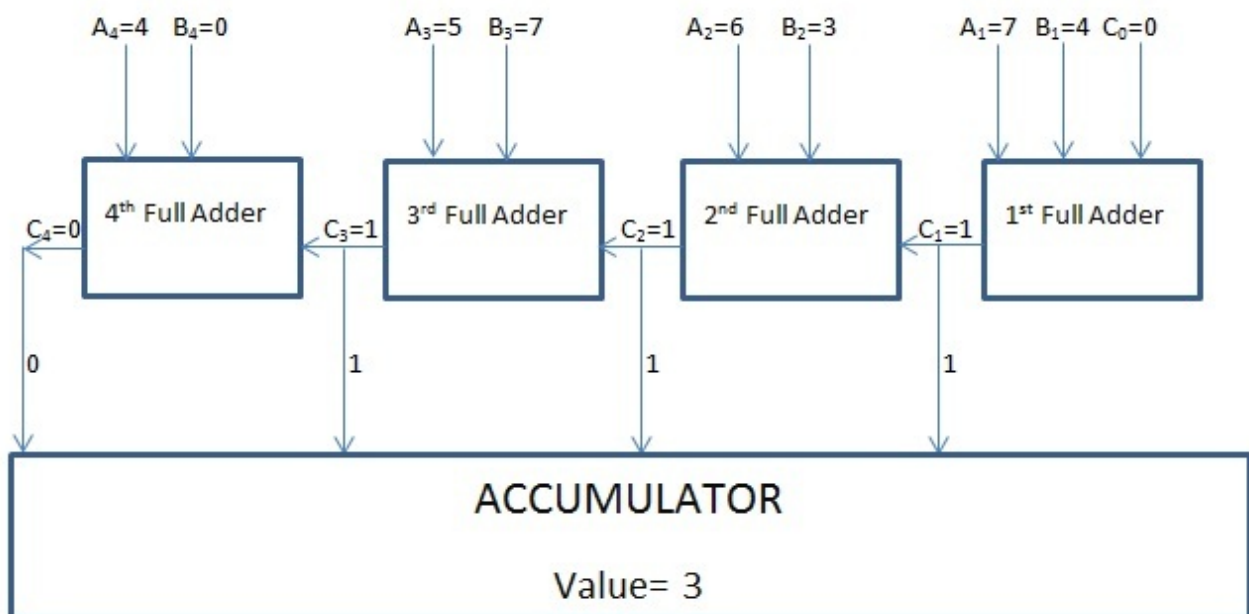 A₄=4 B₄=0 A₃=5 B₃=7 A₂=6 B₂=3 A₁=7 B₁=4 C₀=0
4ᵗʰ Full Adder 3ʳᵈ Full Adder 2ⁿᵈ Full Adder 1ˢᵗ Full Adder
C₄=0 C₃=1 C₂=1 C₁=1
0 1 1 1
ACCUMULATOR
Value= 3